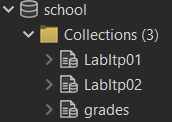 school
Collections (3)
LabItp01
LabItp02
grades